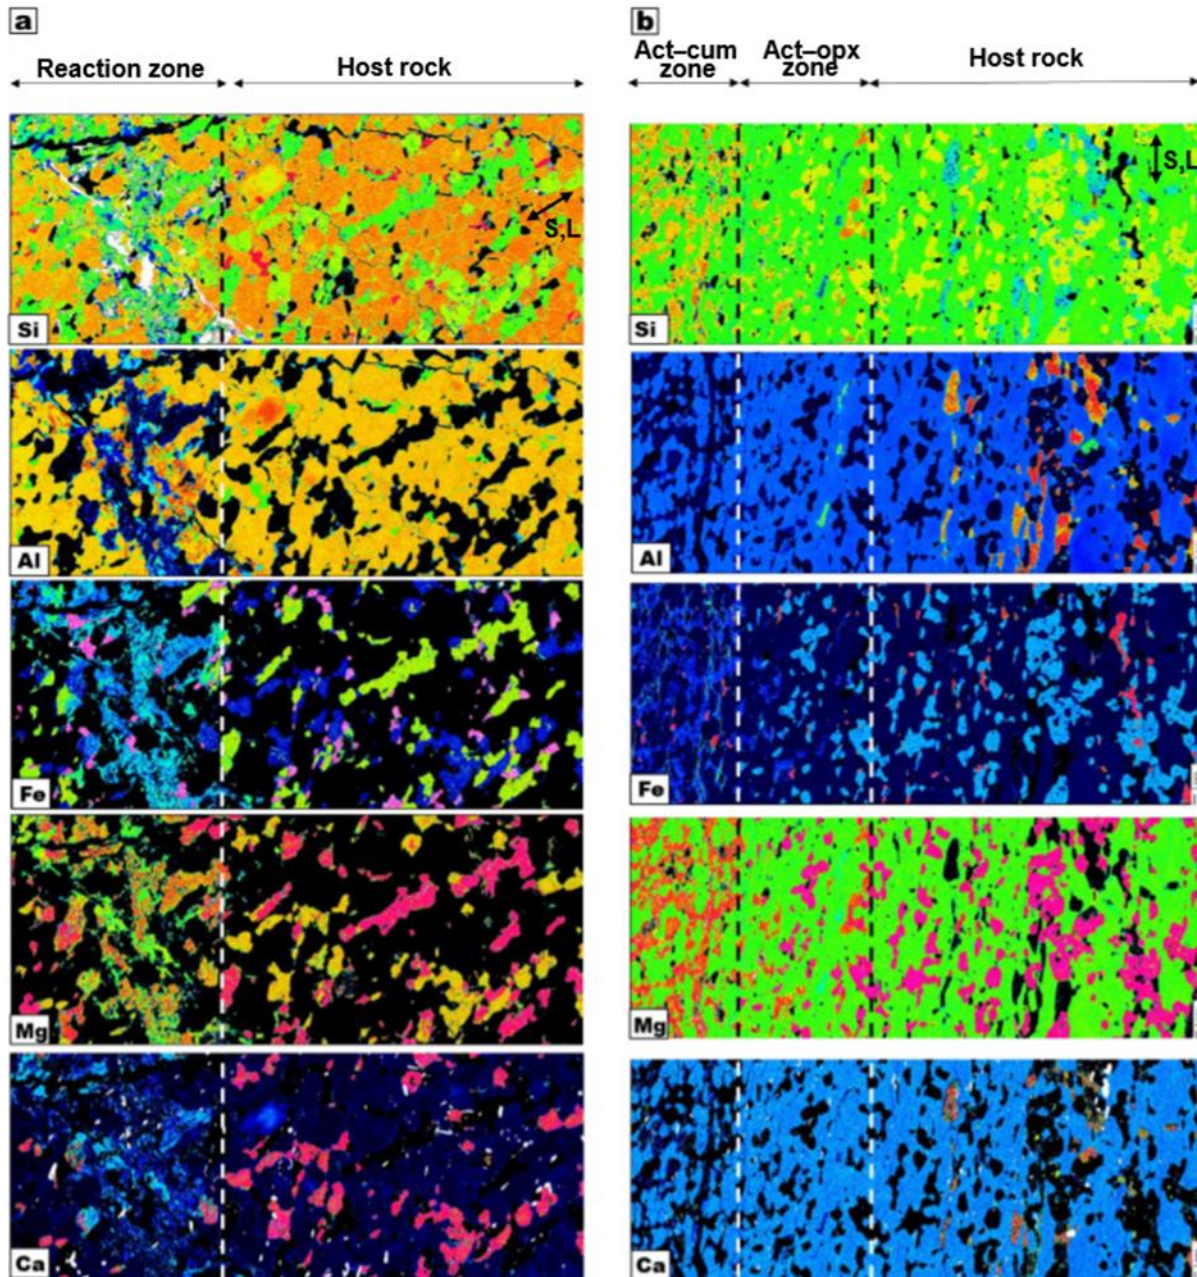 a
Reaction zone
Host rock
S,L
Si
Al
Fe
Mg
Ca
b
Act–cum
zone
Act–opx
zone
Host rock
S,L
Si
Al
Fe
Mg
Ca